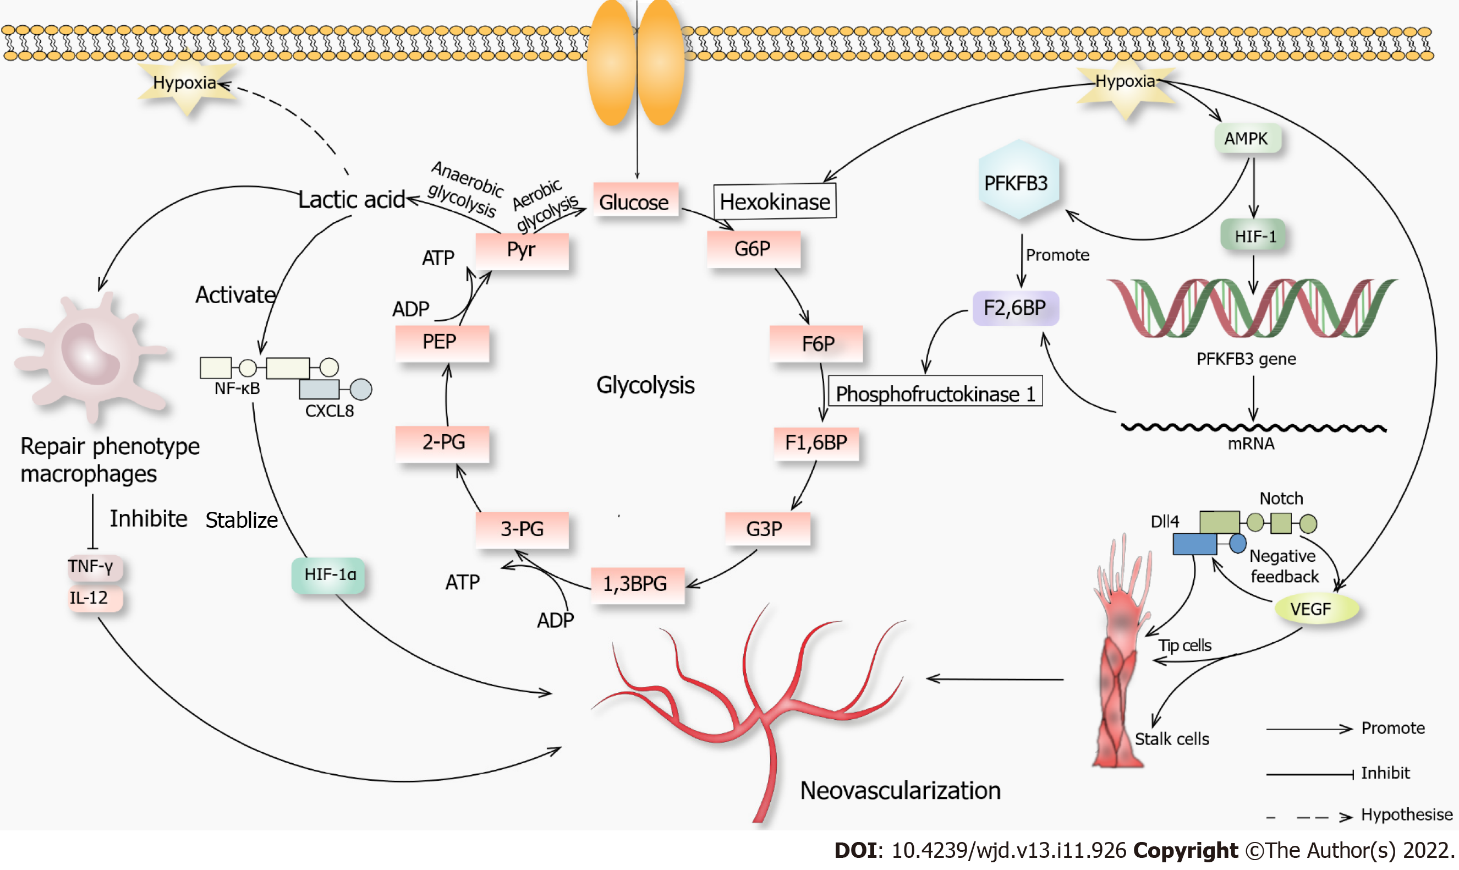 Hypoxia
Hypoxia
AMPK
HIF-1
PFKFB3
Promote
F2,6BP
PFKFB3 gene
mRNA
Phosphofructokinase 1
Hexokinase
Glucose
G6P
F6P
F1,6BP
G3P
1,3BPG
3-PG
2-PG
PEP
Pyr
Glycolysis
ATP
ADP
ATP
ADP
Anaerobic
glycolysis
Aerobic
glycolysis
Lactic acid
Activate
NF-κB
CXCL8
Repair phenotype
macrophages
Inhibite
Stablize
TNF-γ
IL-12
HIF-1α
Neovascularization
Notch
Dll4
Negative
feedback
VEGF
Tip cells
Stalk cells
Promote
Inhibit
Hypothesise
DOI: 10.4239/wjd.v13.i11.926 Copyright ©The Author(s) 2022.